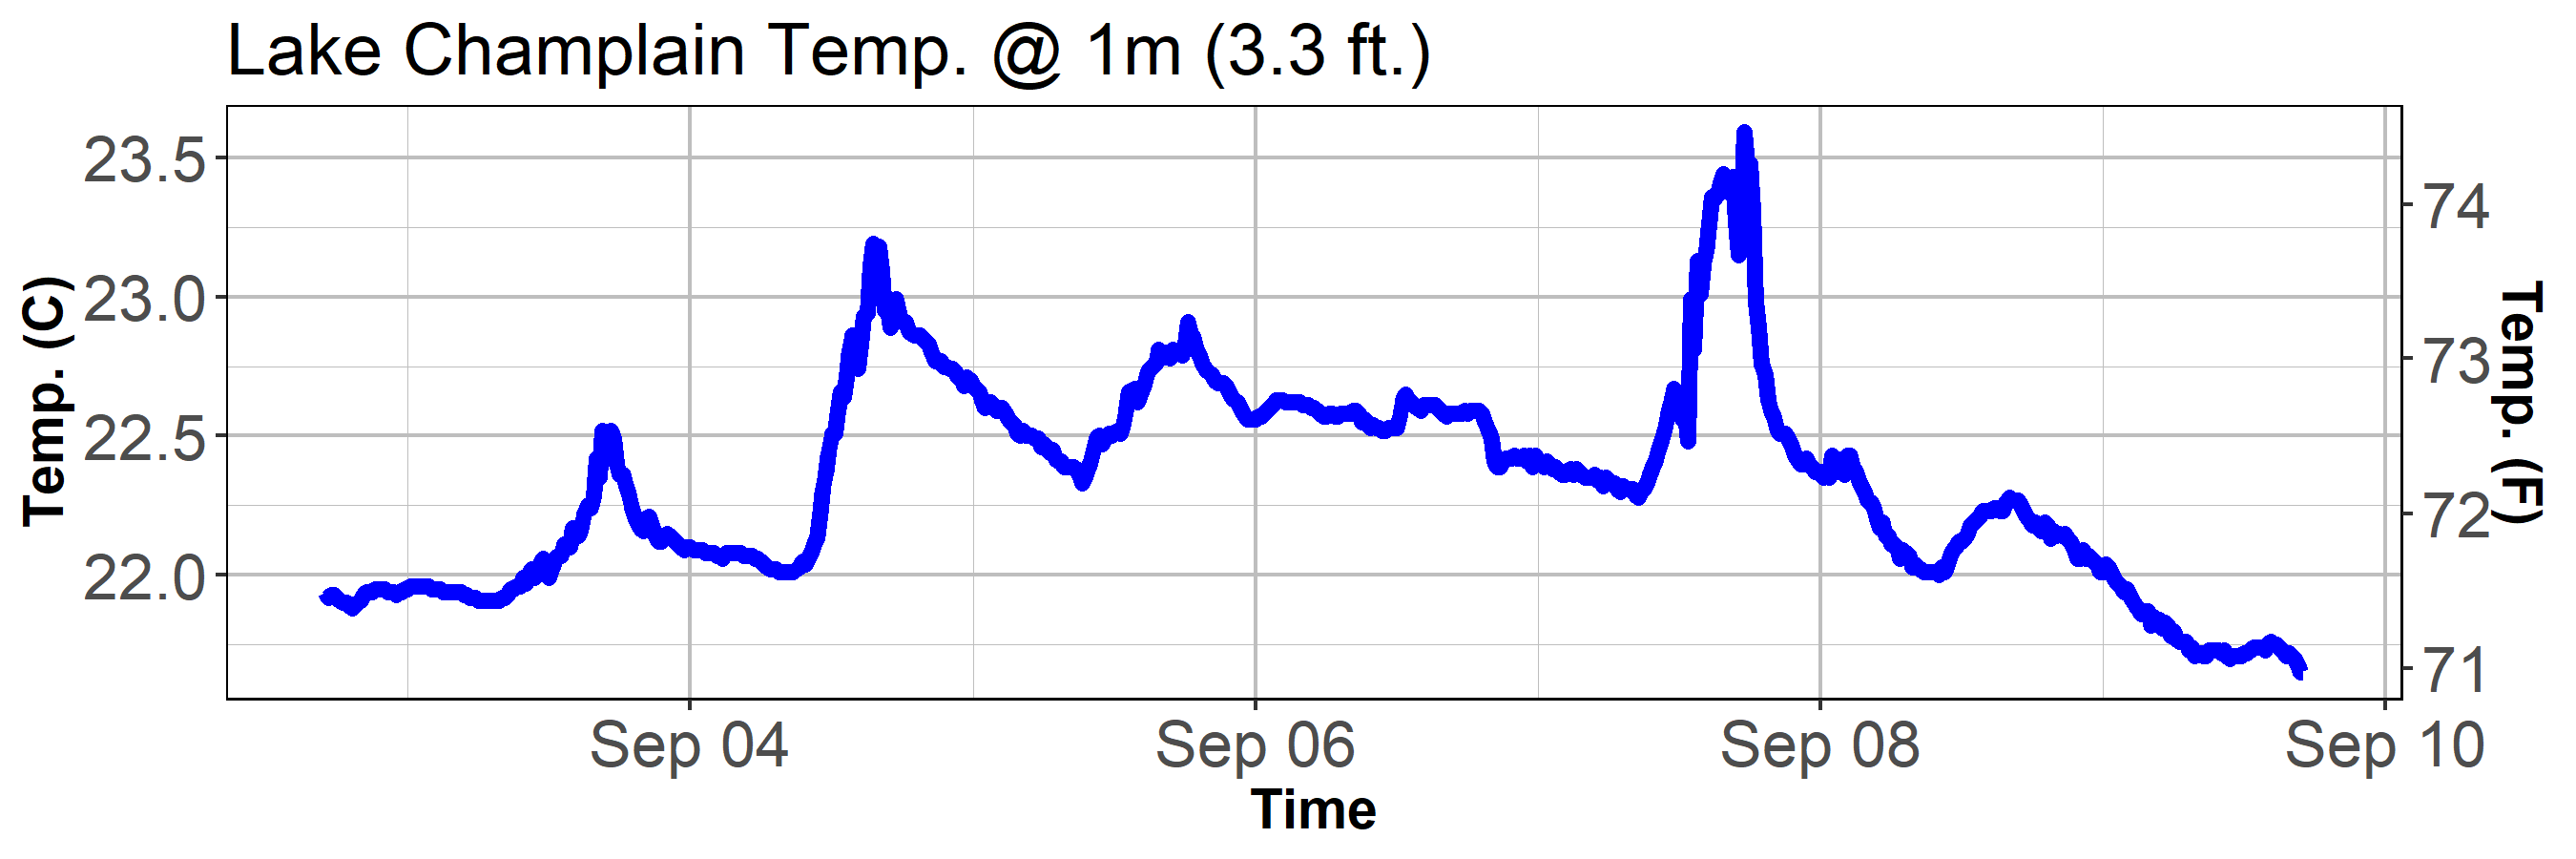 Lake Champlain Temp. @ 1m (3.3 ft.)
Temp. (C)
23.5
23.0
22.5
22.0
74
73
72
71
Temp. (F)
Sep 04
Sep 06
Sep 08
Sep 10
Time